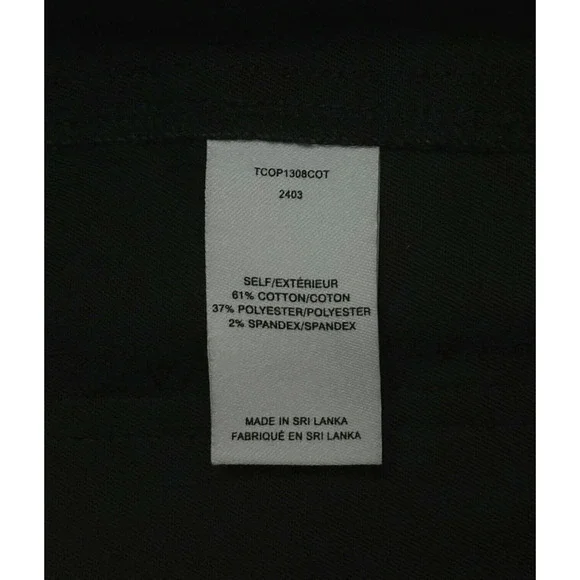 TCOP1308COT
2403
SELF/EXTÉRIEUR
61% COTTON/COTON
37% POLYESTER/POLYESTER
2% SPANDEX/SPANDEX
MADE IN SRI LANKA
FABRIQUÉ EN SRI LANKA